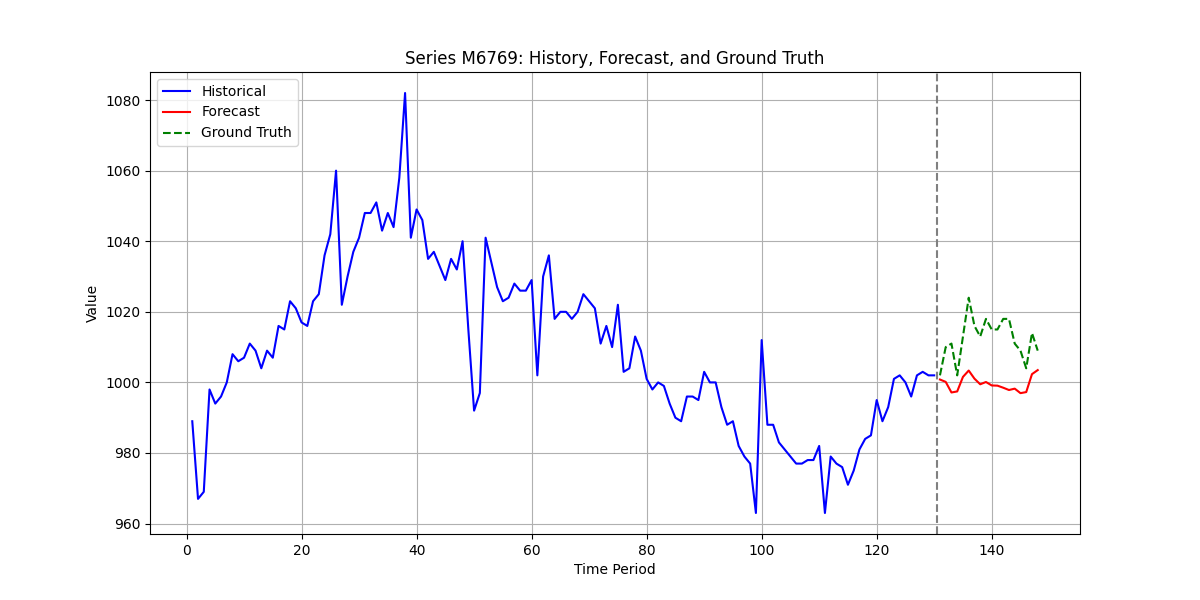 Series M6769: History, Forecast, and Ground Truth
Historical
Forecast
Ground Truth
1080
1060
1040
1020
1000
980
960
Value
0 20 40 60 80 100 120 140
Time Period